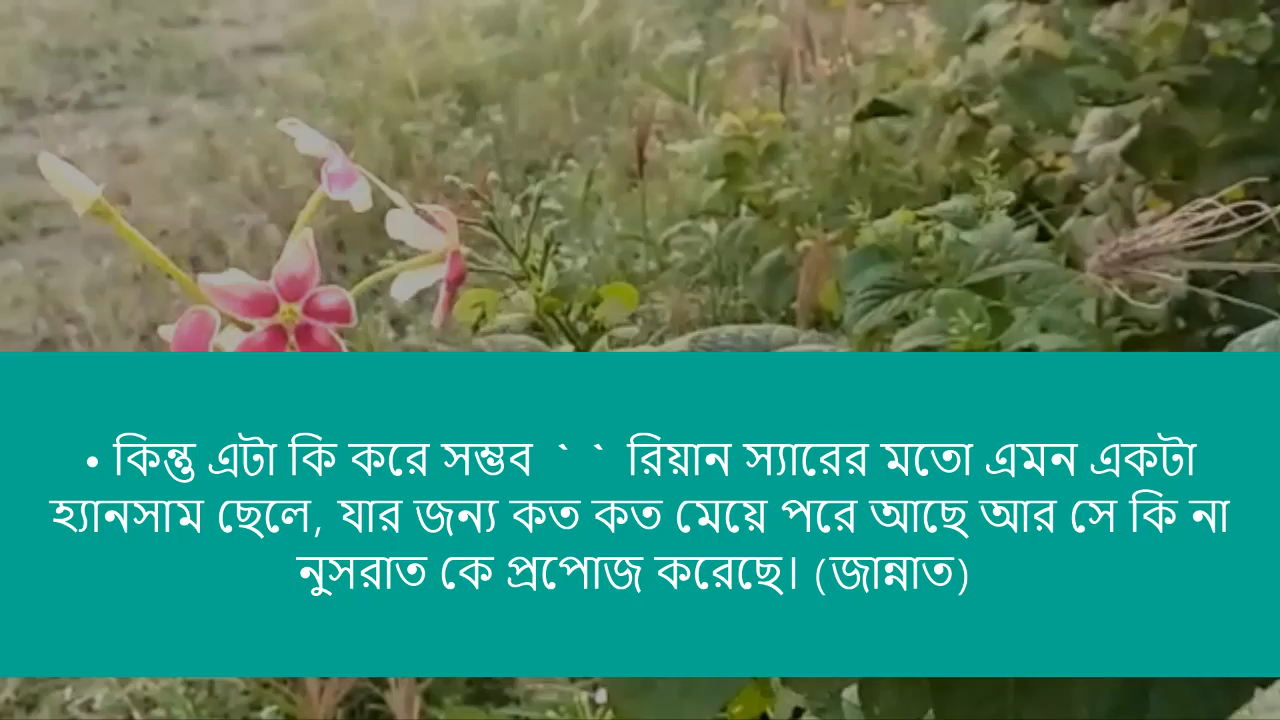 • কিন্তু এটা কি করে সম্ভব ` ` রিয়ান স্যারের মতো এমন একটা
হ্যানসাম ছেলে, যার জন্য কত কত মেয়ে পরে আছে আর সে কি না
নুসরাত কে প্রপোজ করেছে। (জান্নাত)